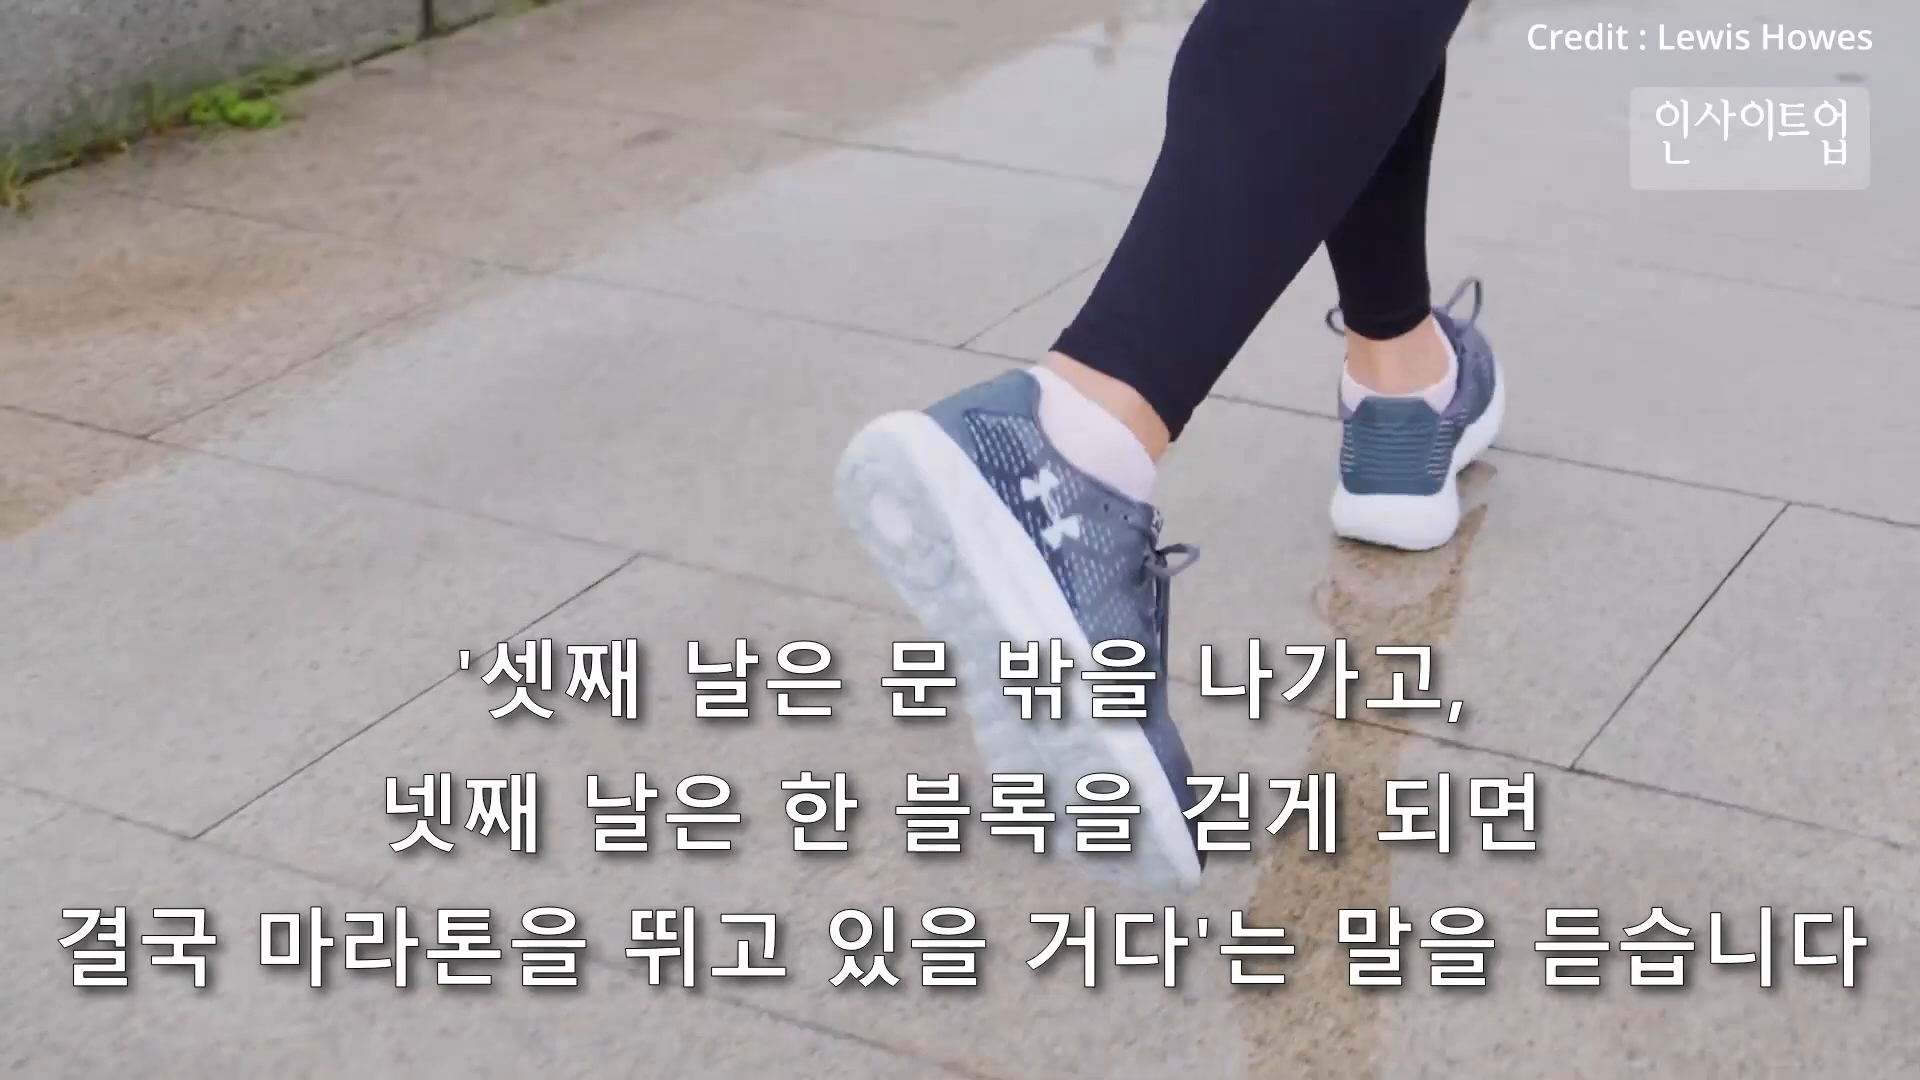 Credit : Lewis Howes
인사이트업
'셋째 날은 문 밖을 나가고,
넷째 날은 한 블록을 걷게 되면
결국 마라톤을 뛰고 있을 거다'는 말을 듣습니다